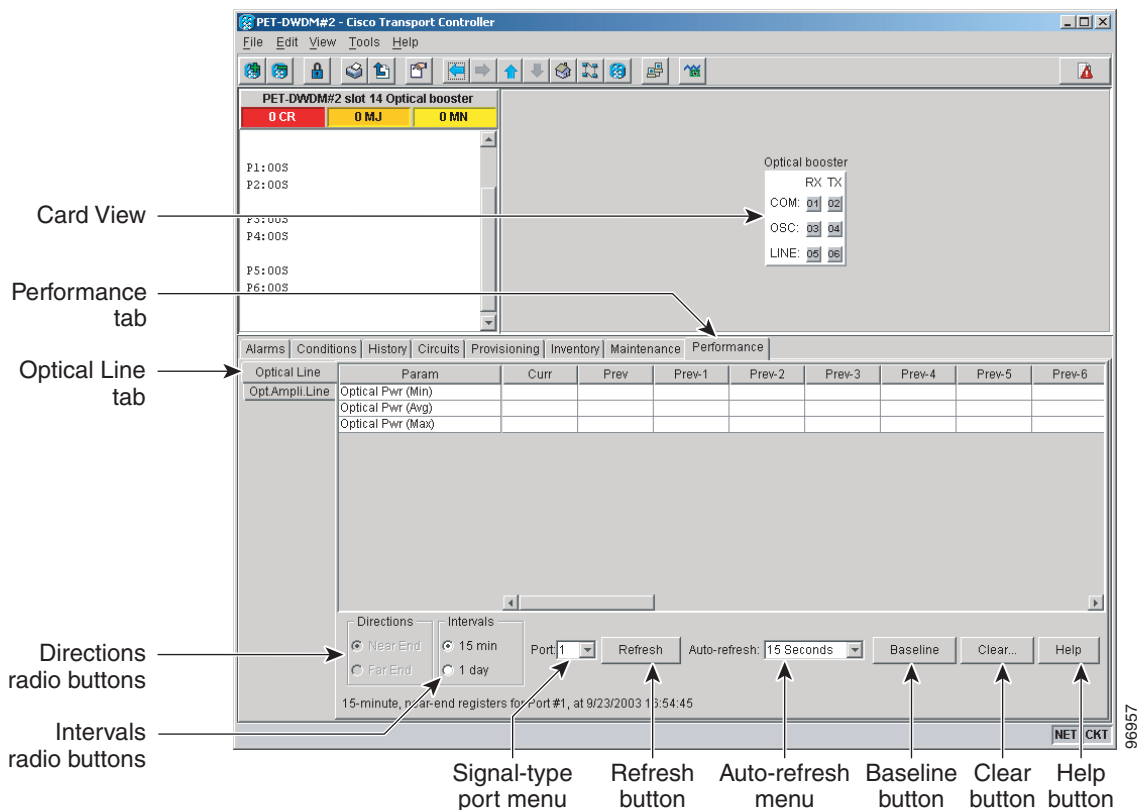 PET-DWDM#2 - Cisco Transport Controller
File Edit View Tools Help
PET-DWDM#2 slot 14 Optical booster
0 CR 0 MJ 0 MN
P1:OOS
P2:OOS
P3:OOS
P4:OOS
P5:OOS
P6:OOS
Optical booster
RX TX
COM: 01 02
OSC: 03 04
LINE: 05 06
Card View
Performance
tab
Optical Line
tab
Alarms Conditions History Circuits Provisioning Inventory Maintenance Performance
Optical Line
Opt.Ampli.Line
Param Curr Prev Prev-1 Prev-2 Prev-3 Prev-4 Prev-5 Prev-6
Optical Pwr (Min)
Optical Pwr (Avg)
Optical Pwr (Max)
Directions
Near End
Far End
Intervals
15 min
1 day
Port: 1 Refresh Auto-refresh: 15 Seconds Baseline Clear... Help
15-minute, near-end registers for Port #1, at 9/23/2003 16:54:45
NET CKT
Directions
radio buttons
Intervals
radio buttons
Signal-type
port menu
Refresh
button
Auto-refresh
menu
Baseline
button
Clear
button
Help
button
96957